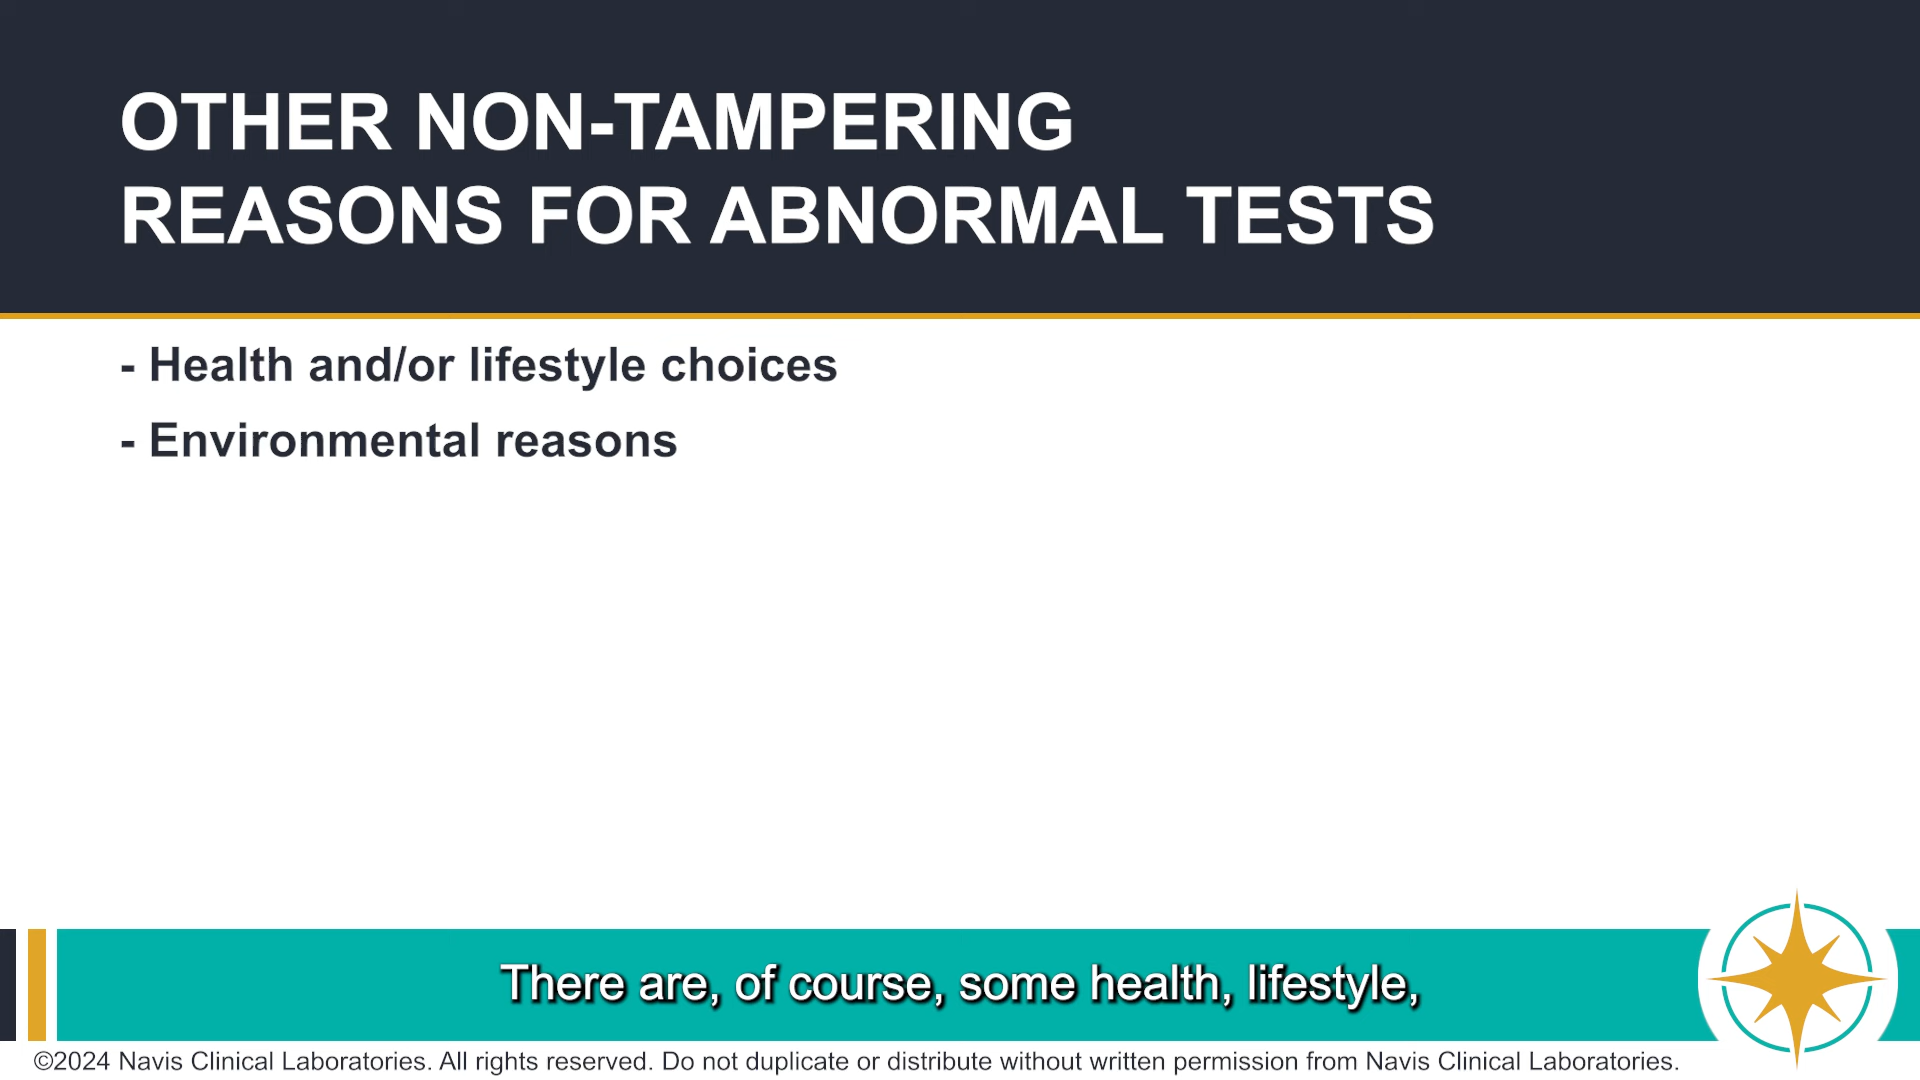 OTHER NON-TAMPERING
REASONS FOR ABNORMAL TESTS
- Health and/or lifestyle choices
- Environmental reasons
There are, of course, some health, lifestyle,
©2024 Navis Clinical Laboratories. All rights reserved. Do not duplicate or distribute without written permission from Navis Clinical Laboratories.